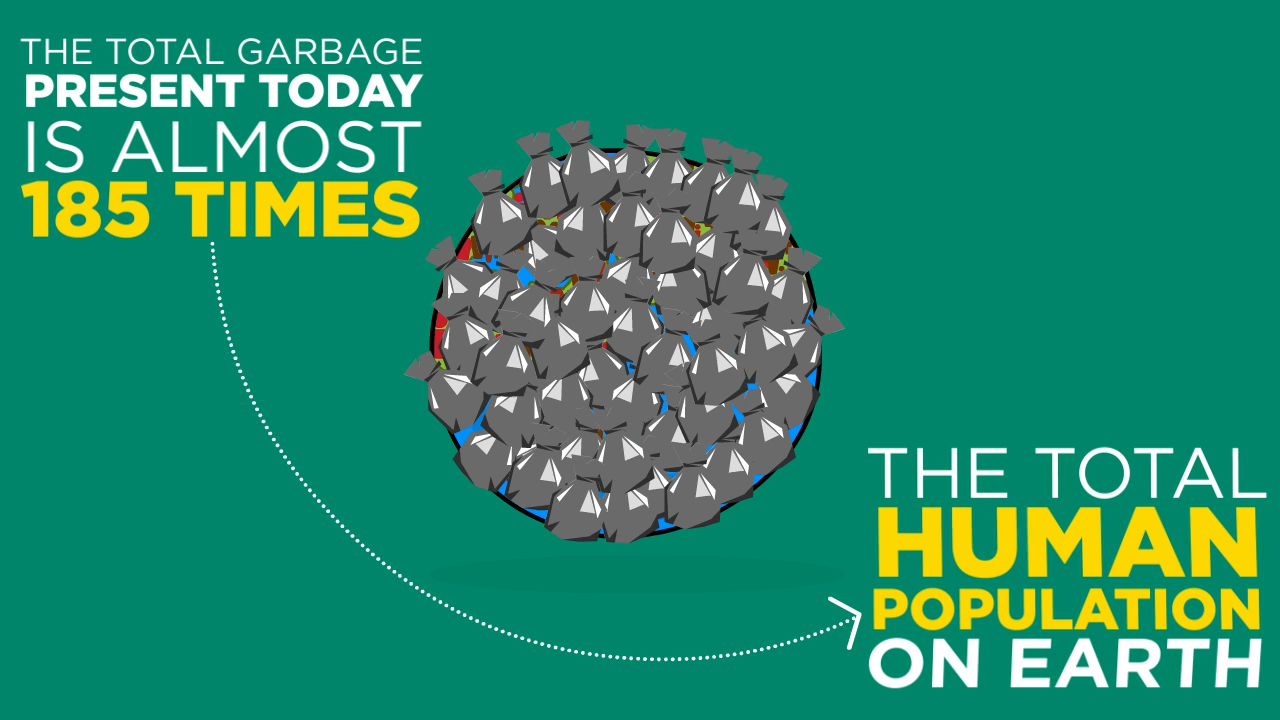 THE TOTAL GARBAGE
PRESENT TODAY
IS ALMOST
185 TIMES
THE TOTAL
HUMAN
POPULATION
ON EARTH